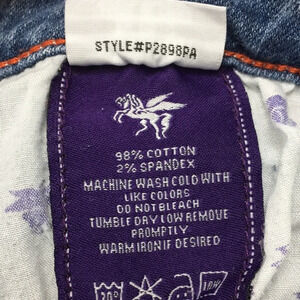 STYLE#P2898PA
98% COTTON
2% SPANDEX
MACHINE WASH COLD WITH
LIKE COLORS
DO NOT BLEACH
TUMBLE DRY LOW REMOVE
PROMPTLY
WARM IRON IF DESIRED